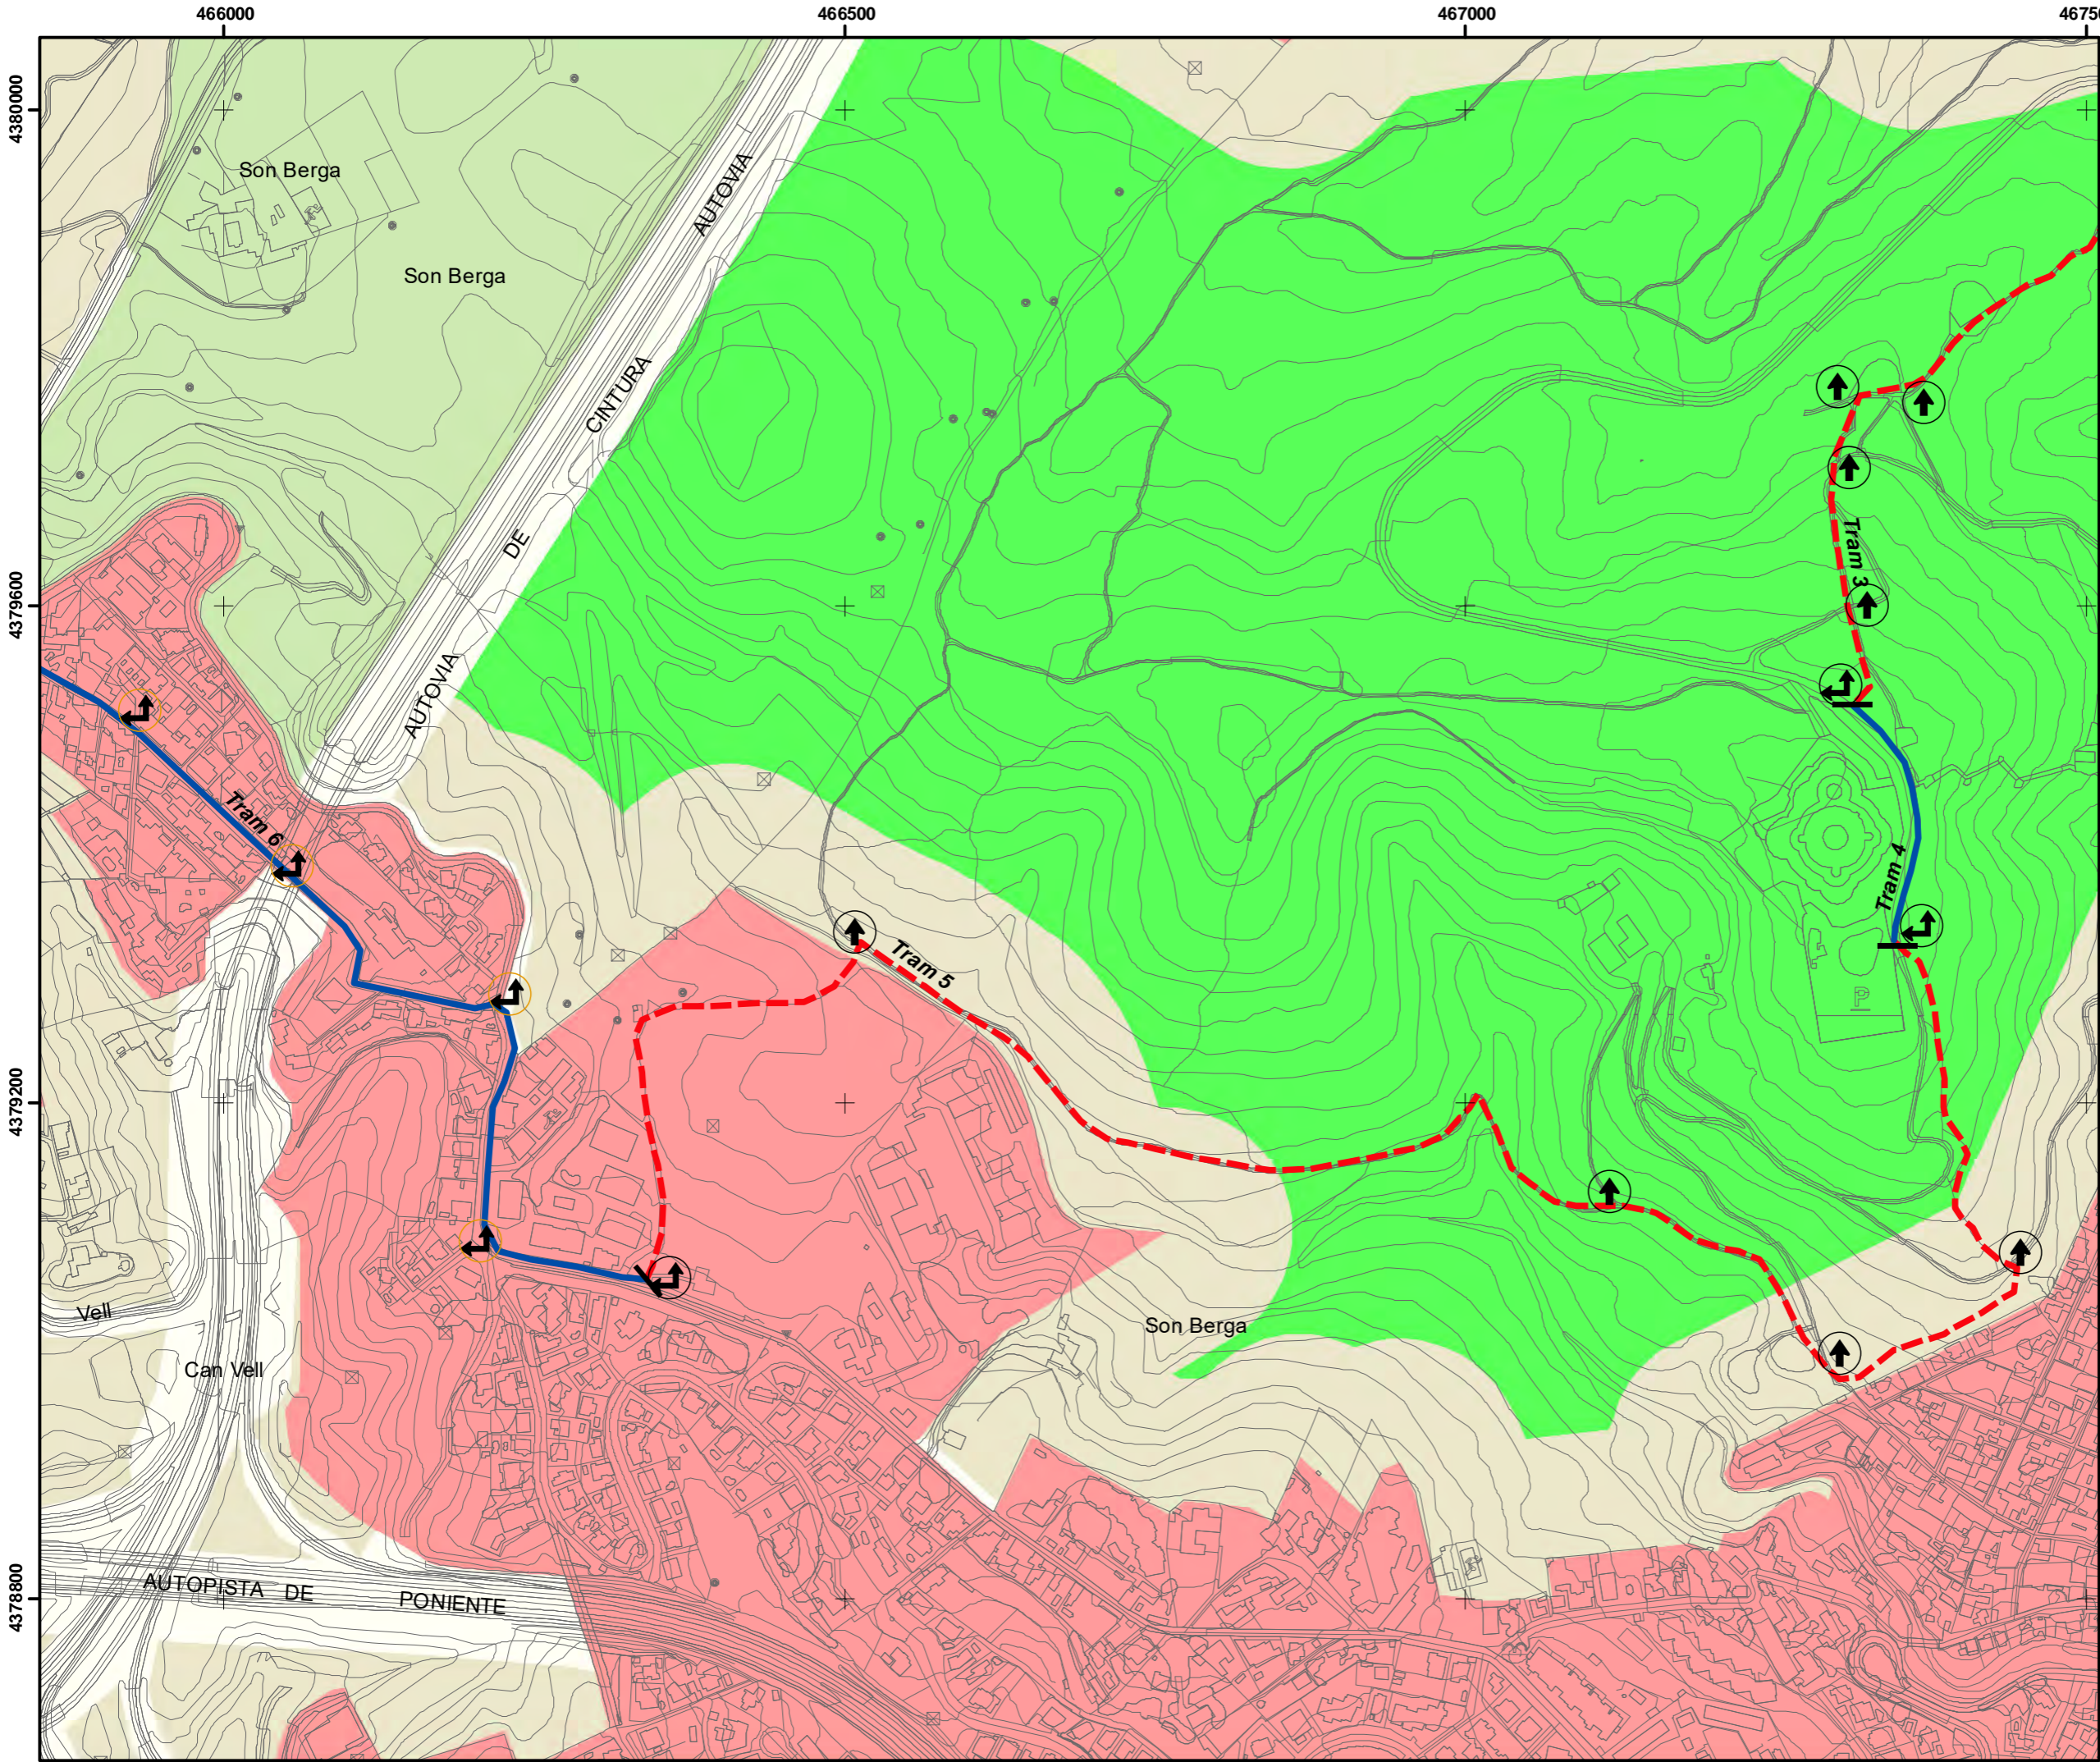 466000
466500
467000
4675
4380000
Son Berga
AUTOVIA
Son Berga
CINTURA
DE
Tram 3
4379600
AUTOVIA
Tram 6
Tram 4
Tram 5
P
4379200
Vell
Son Berga
Can Vell
4378800
AUTOPISTA DE PONIENTE